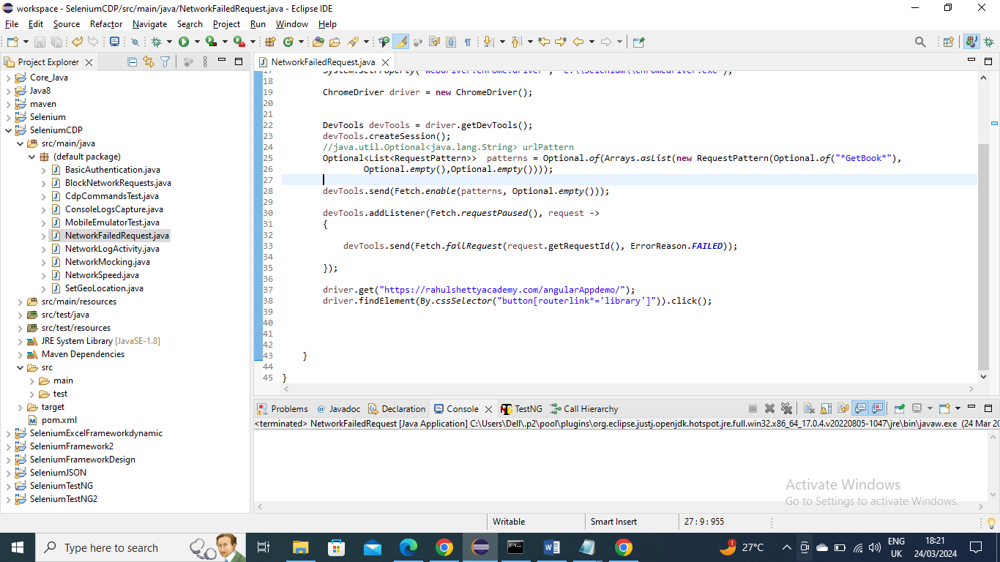 workspace - SeleniumCDP/src/main/java/NetworkFailedRequest.java - Eclipse IDE
File Edit Source Refactor Navigate Search Project Run Window Help
Project Explorer
NetworkFailedRequest.java
Core_Java
Java8
maven
Selenium
SeleniumCDP
src/main/java
(default package)
BasicAuthentication.java
BlockNetworkRequests.java
CdpCommandsTest.java
ConsoleLogsCapture.java
MobileEmulatorTest.java
NetworkFailedRequest.java
NetworkLogActivity.java
NetworkMocking.java
NetworkSpeed.java
SetGeoLocation.java
src/main/resources
src/test/java
src/test/resources
JRE System Library [JavaSE-1.8]
Maven Dependencies
src
main
test
target
pom.xml
SeleniumExcelFrameworkdynamic
SeleniumFramework2
SeleniumFrameworkDesign
SeleniumJSON
SeleniumTestNG
SeleniumTestNG2
17 System.setProperty("webdriver.chrome.driver", "E:\\Selenium\\chromedriver.exe");
18
19 ChromeDriver driver = new ChromeDriver();
20
21
22 DevTools devTools = driver.getDevTools();
23 devTools.createSession();
24 //java.util.Optional<java.lang.String> urlPattern
25 Optional<List<RequestPattern>> patterns = Optional.of(Arrays.asList(new RequestPattern(Optional.of("*GetBook*"),
26 Optional.empty(),Optional.empty())));
27
28 devTools.send(Fetch.enable(patterns, Optional.empty()));
29
30 devTools.addListener(Fetch.requestPaused(), request ->
31 {
32
33 devTools.send(Fetch.failRequest(request.getRequestId(), ErrorReason.FAILED));
34
35 });
36
37 driver.get("https://rahulshettyacademy.com/angularAppdemo/");
38 driver.findElement(By.cssSelector("button[routerlink*='library']")).click();
39
40
41
42
43 }
44
45 }
Problems @ Javadoc Declaration Console TestNG Call Hierarchy
<terminated> NetworkFailedRequest [Java Application] C:\Users\Dell\.p2\pool\plugins\org.eclipse.justj.openjdk.hotspot.jre.full.win32.x86_64_17.0.4.v20220805-1047\jre\bin\javaw.exe (24 Mar 20
Activate Windows
Go to Settings to activate Windows.
Writable Smart Insert 27 : 9 : 955
Type here to search
27°C
ENG
UK
18:21
24/03/2024